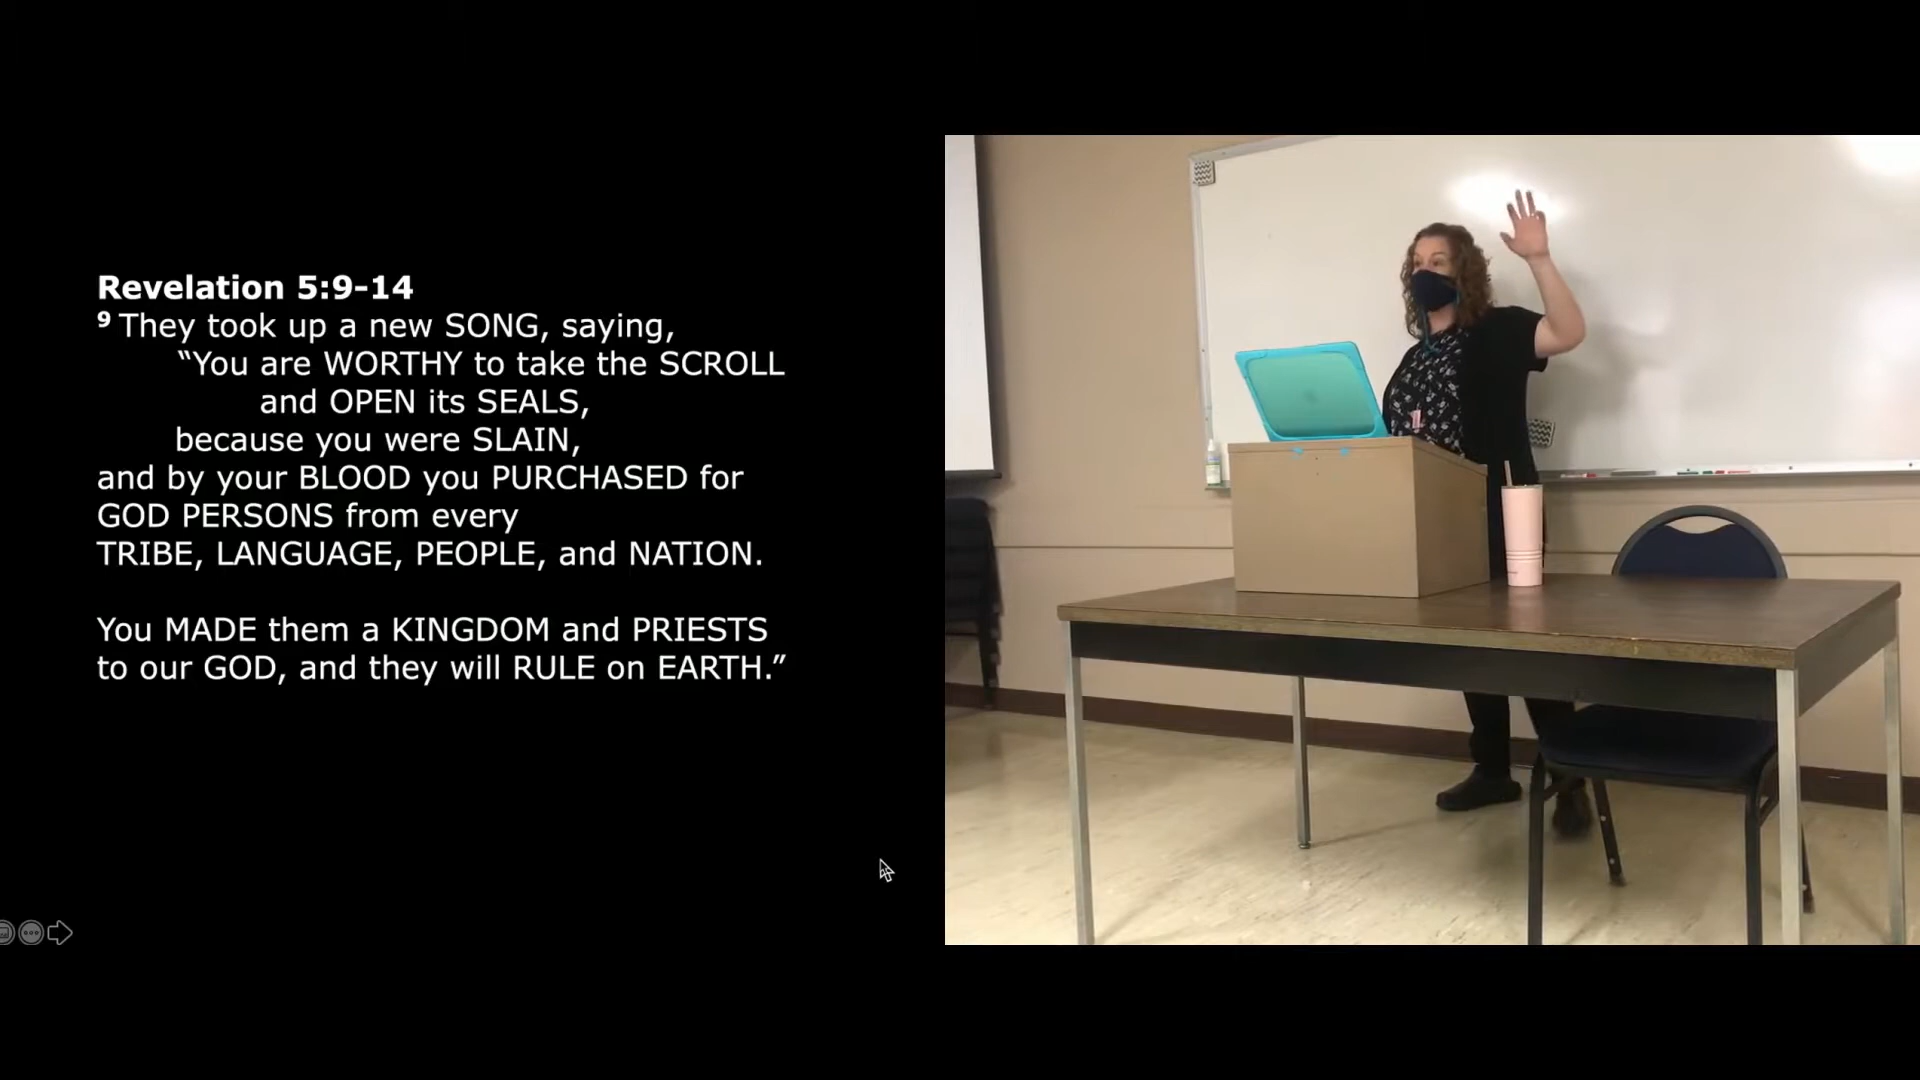 Revelation 5:9-14
9 They took up a new SONG, saying,
“You are WORTHY to take the SCROLL
and OPEN its SEALS,
because you were SLAIN,
and by your BLOOD you PURCHASED for
GOD PERSONS from every
TRIBE, LANGUAGE, PEOPLE, and NATION.
You MADE them a KINGDOM and PRIESTS
to our GOD, and they will RULE on EARTH.”